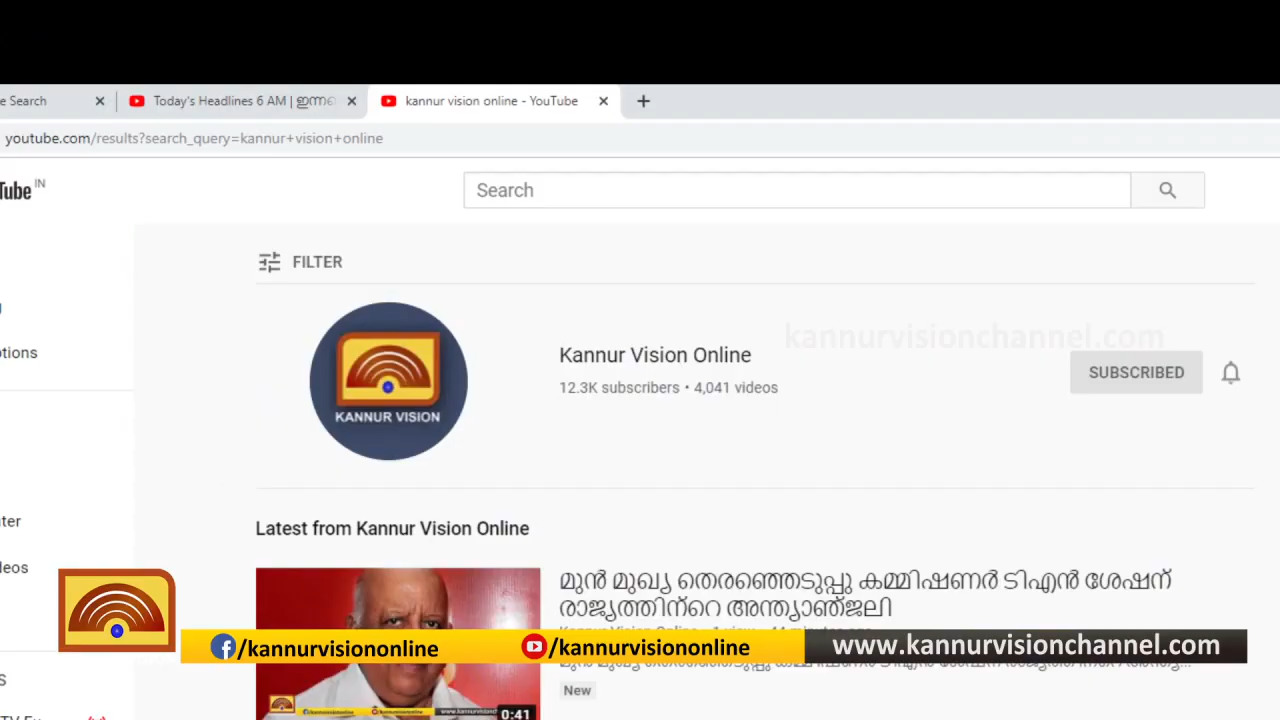 e Search
Today's Headlines 6 AM | ഇന്നത്
kannur vision online - YouTube
youtube.com/results?search_query=kannur+vision+online
Tube IN
Search
FILTER
kannurvisionchannel.com
Kannur Vision Online
12.3K subscribers • 4,041 videos
SUBSCRIBED
KANNUR VISION
ptions
Latest from Kannur Vision Online
മുൻ മുഖ്യ തെരഞ്ഞെടുപ്പു കമ്മിഷണർ ടിഎൻ ശേഷന്
രാജ്യത്തിന്റെ അന്ത്യാഞ്ജലി
/kannurvisiononline
/kannurvisiononline
www.kannurvisionchannel.com
New
0:41